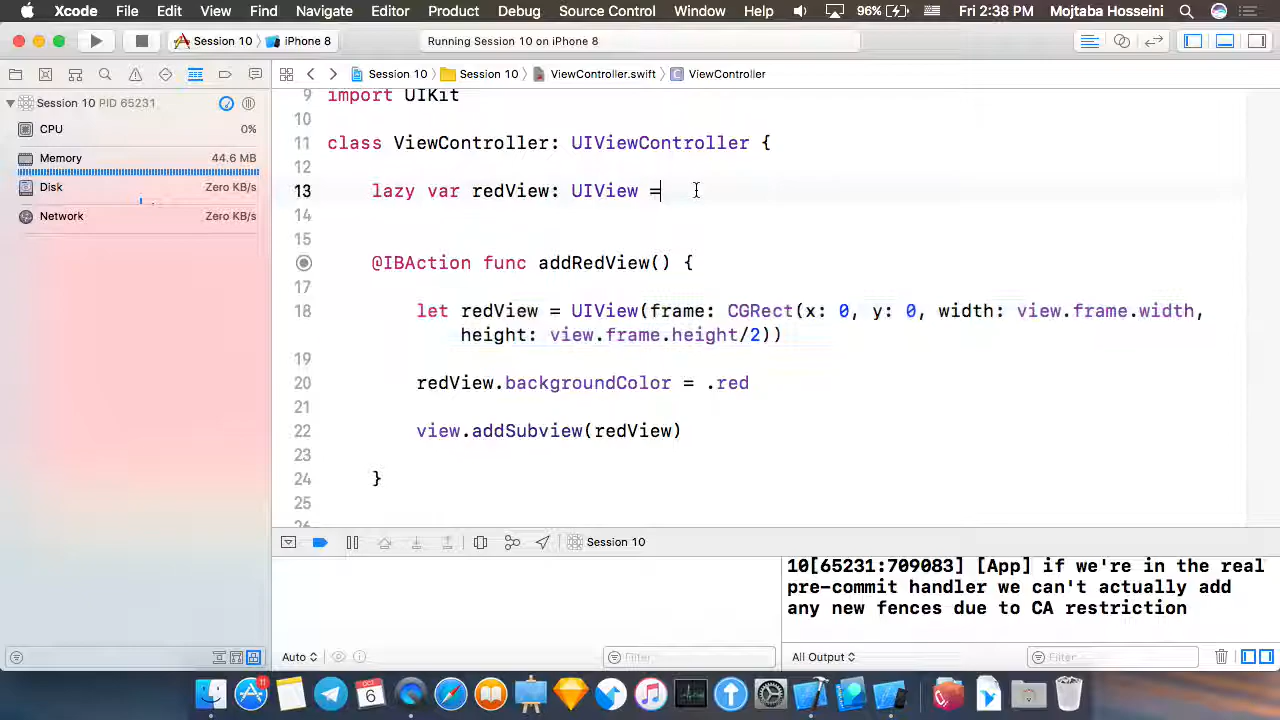 Xcode File Edit View Find Navigate Editor Product Debug Source Control Window Help 96% Fri 2:38 PM Mojtaba Hosseini
Session 10 iPhone 8 Running Session 10 on iPhone 8
Session 10 Session 10 ViewController.swift ViewController
Session 10 PID 65231
CPU 0%
Memory 44.6 MB
Disk Zero KB/s
Network Zero KB/s
9 import UIKit
10
11 class ViewController: UIViewController {
12
13 lazy var redView: UIView =
14
15
@IBAction func addRedView() {
17
18 let redView = UIView(frame: CGRect(x: 0, y: 0, width: view.frame.width,
height: view.frame.height/2))
19
20 redView.backgroundColor = .red
21
22 view.addSubview(redView)
23
24 }
25
26
Session 10
10[65231:709083] [App] if we're in the real
pre-commit handler we can't actually add
any new fences due to CA restriction
Auto Filter All Output Filter
11
OCT
6